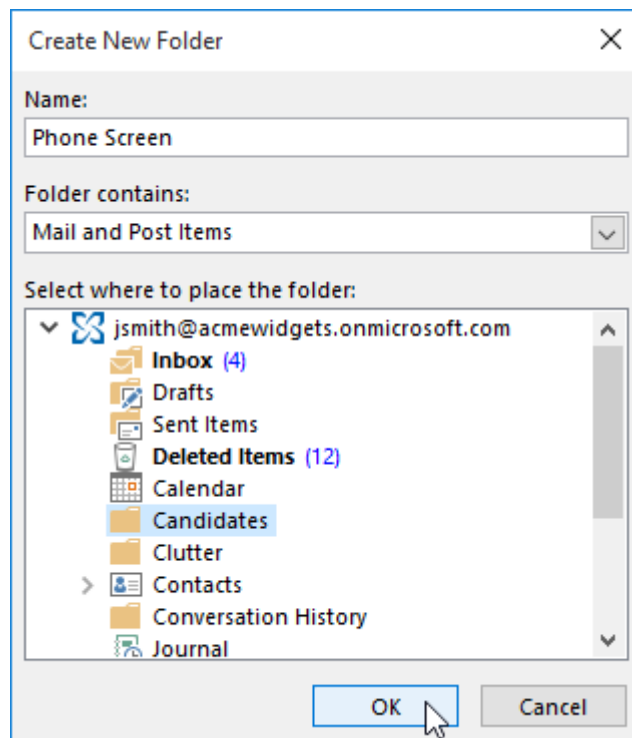 Create New Folder
Name:
Phone Screen
Folder contains:
Mail and Post Items
Select where to place the folder:
jsmith@acmewidgets.onmicrosoft.com
Inbox (4)
Drafts
Sent Items
Deleted Items (12)
Calendar
Candidates
Clutter
Contacts
Conversation History
Journal
OK Cancel